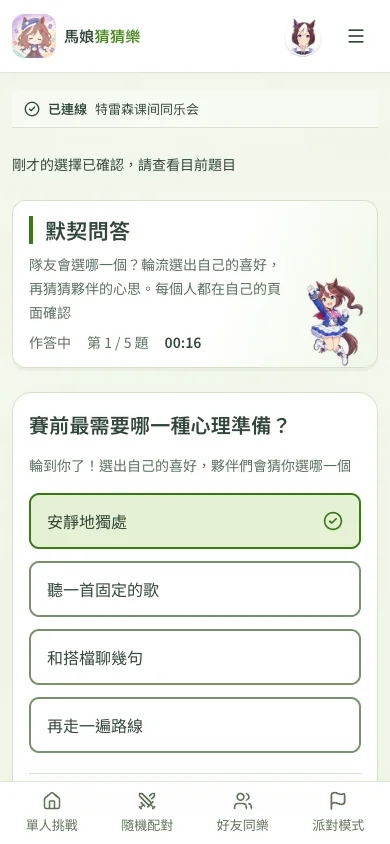 馬娘猜猜樂
已連線 特雷森课间同乐会
剛才的選擇已確認，請查看目前題目
默契問答
隊友會選哪一個？輪流選出自己的喜好，
再猜猜夥伴的心思。每個人都在自己的頁
面確認
作答中 第 1 / 5 題 00:16
賽前最需要哪一種心理準備？
輪到你了！選出自己的喜好，夥伴們會猜你選哪一個
安靜地獨處
聽一首固定的歌
和搭檔聊幾句
再走一遍路線
單人挑戰 隨機配對 好友同樂 派對模式